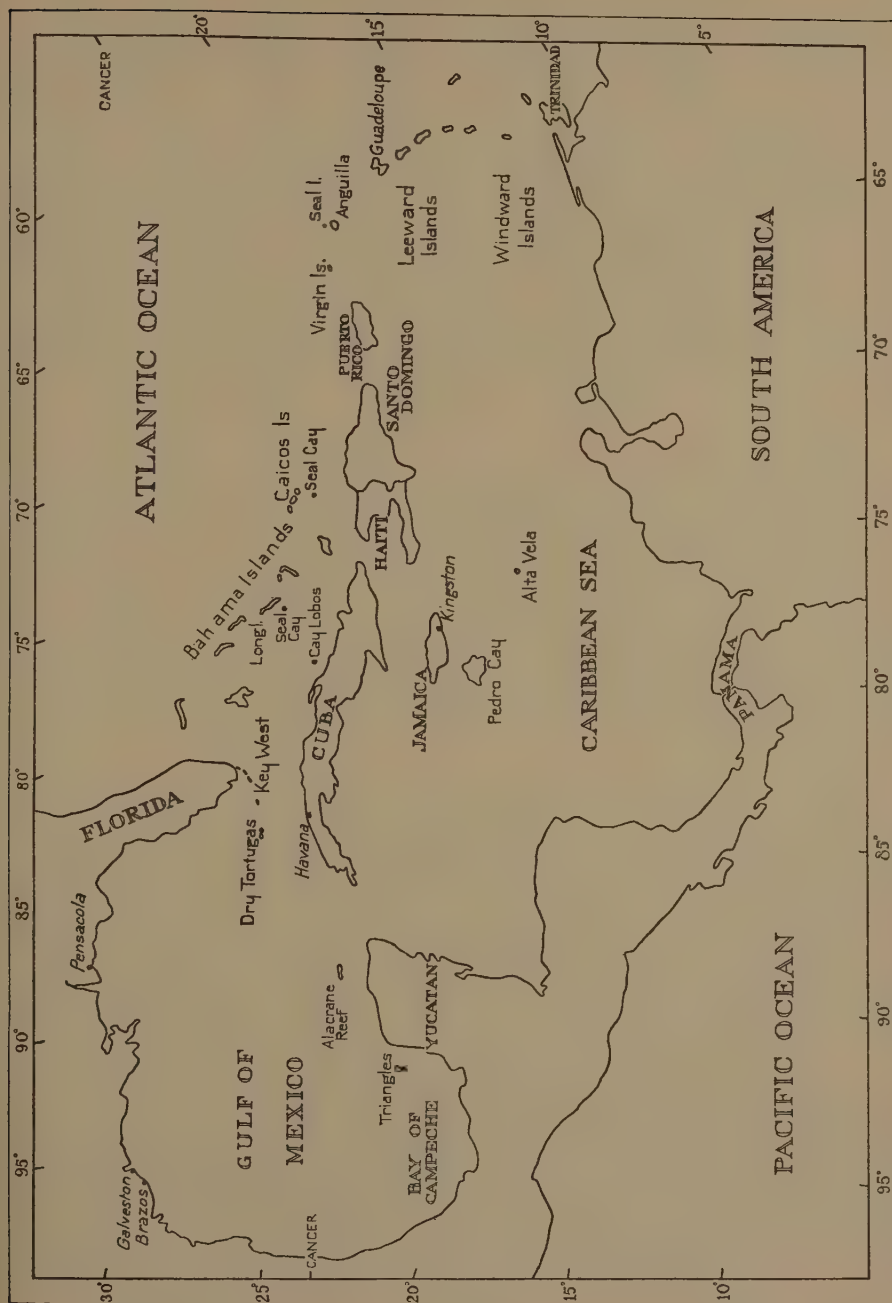 95°
90°
85°
80°
75°
70°
65°
60°
30°
25°
CANCER
20°
15°
10°
5°
CANCER
20°
15°
10°
5°
Galveston
Brazos
Pensacola
FLORIDA
ATLANTIC OCEAN
GULF OF
MEXICO
Dry Tortugas
Key West
Bahama Islands
Long I.
Seal
Cay
Cay Lobos
Caicos Is
Seal Cay
Havana
CUBA
HAITI
SANTO
DOMINGO
PUERTO
RICO
Virgin Is.
Seal I.
Anguilla
Guadeloupe
Alacrane
Reef
Triangles
YUCATAN
BAY OF
CAMPECHE
JAMAICA
Kingston
Pedro Cay
Alta Vela
Leeward
Islands
Windward
Islands
TRINIDAD
CARIBBEAN SEA
PANAMA
SOUTH AMERICA
PACIFIC OCEAN
95°
90°
85°
80°
75°
70°
65°